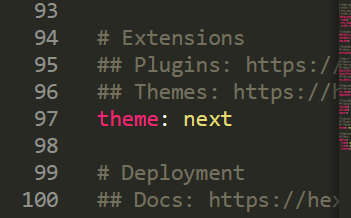 93
94 # Extensions
95 ## Plugins: https:/
96 ## Themes: https://h
97 theme: next
98
99 # Deployment
100 ## Docs: https://hex